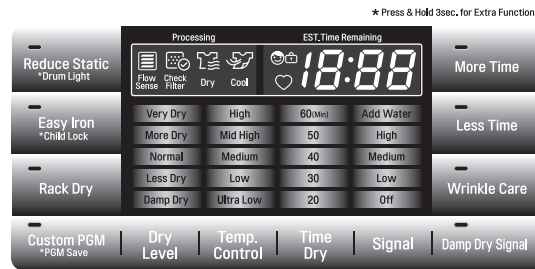 * Press & Hold 3sec. for Extra Function
Processing
EST.Time Remaining
Reduce Static
*Drum Light
Flow Sense
Check Filter
Dry
Cool
18:88
More Time
Easy Iron
*Child Lock
Very Dry High 60(Min) Add Water
More Dry Mid High 50 High
Normal Medium 40 Medium
Less Dry Low 30 Low
Damp Dry Ultra Low 20 Off
Less Time
Rack Dry
Wrinkle Care
Custom PGM
*PGM Save
Dry Level
Temp. Control
Time Dry
Signal
Damp Dry Signal